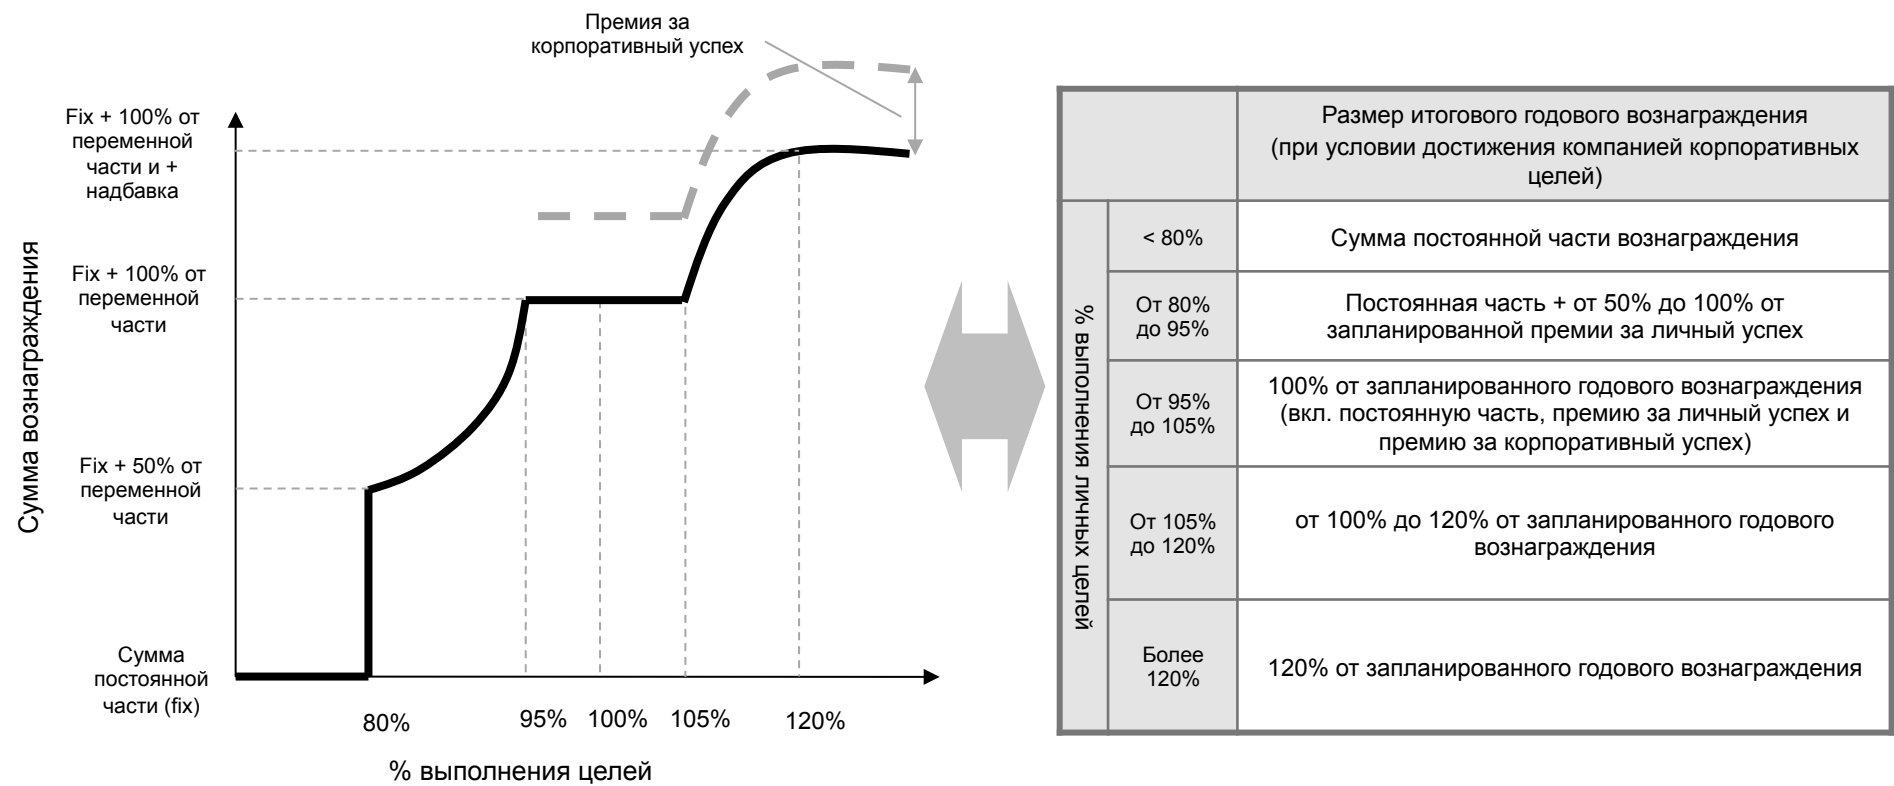 Премия за
корпоративный успех
Fix + 100% от
переменной
части и +
надбавка
Fix + 100% от
переменной
части
Fix + 50% от
переменной
части
Сумма
постоянной
части (fix)
Сумма вознаграждения
80%
95%
100%
105%
120%
% выполнения целей
Размер итогового годового вознаграждения
(при условии достижения компанией корпоративных
целей)
% выполнения личных целей
< 80%
Сумма постоянной части вознаграждения
От 80%
до 95%
Постоянная часть + от 50% до 100% от
запланированной премии за личный успех
От 95%
до 105%
100% от запланированного годового вознаграждения
(вкл. постоянную часть, премию за личный успех и
премию за корпоративный успех)
От 105%
до 120%
от 100% до 120% от запланированного годового
вознаграждения
Более
120%
120% от запланированного годового вознаграждения